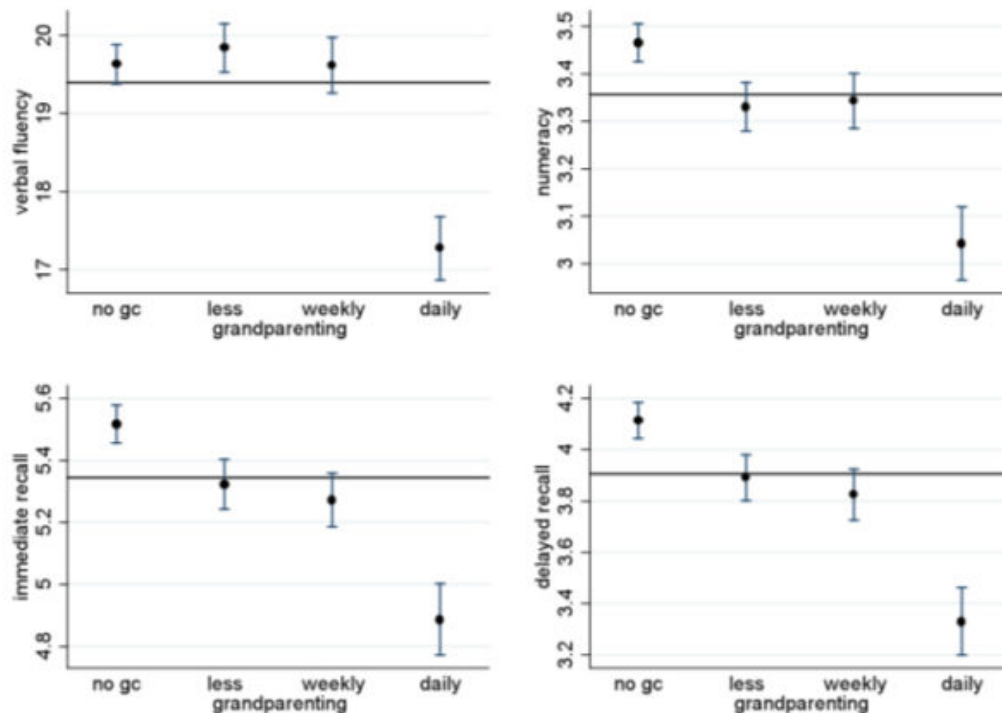 verbal fluency
20
19
18
17
no gc less weekly daily
grandparenting
numeracy
3.5
3.4
3.3
3.2
3.1
3
no gc less weekly daily
grandparenting
immediate recall
5.6
5.4
5.2
5
4.8
no gc less weekly daily
grandparenting
delayed recall
4.2
4
3.8
3.6
3.4
3.2
no gc less weekly daily
grandparenting